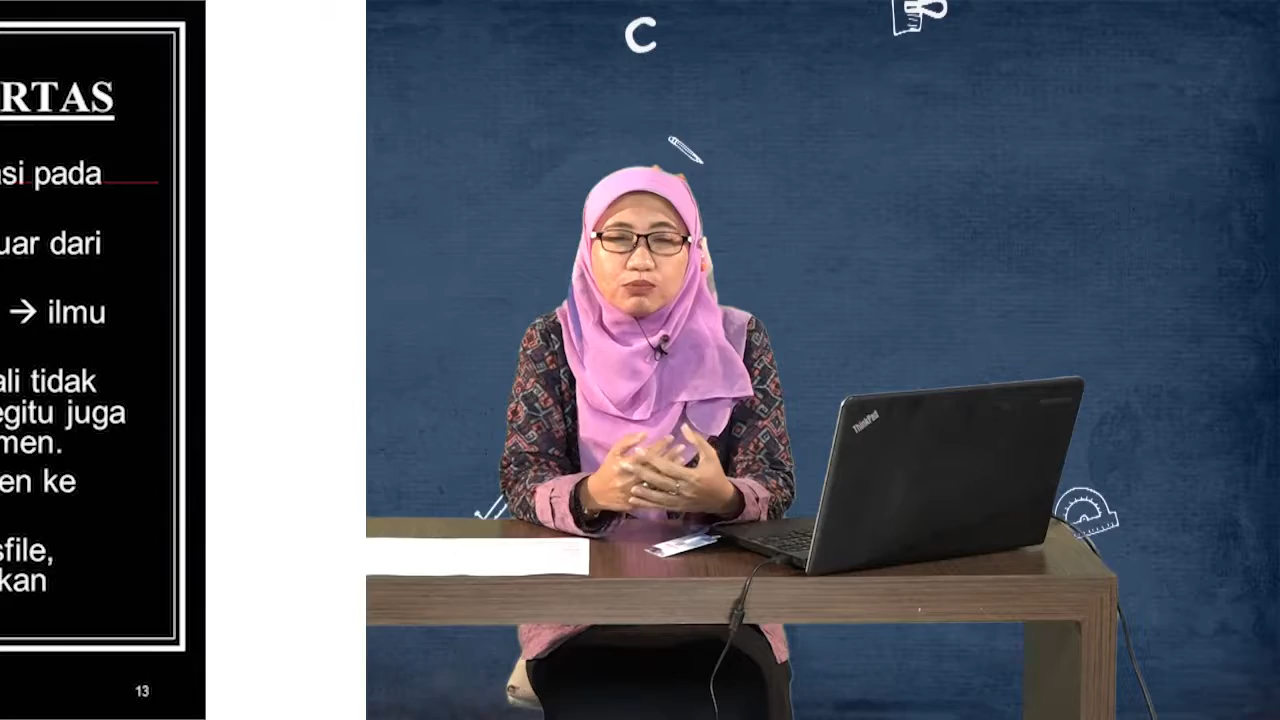 RTAS
si pada
uar dari
→ ilmu
ali tidak
egitu juga
men.
en ke
sfile,
kan
13
C
ThinkPad